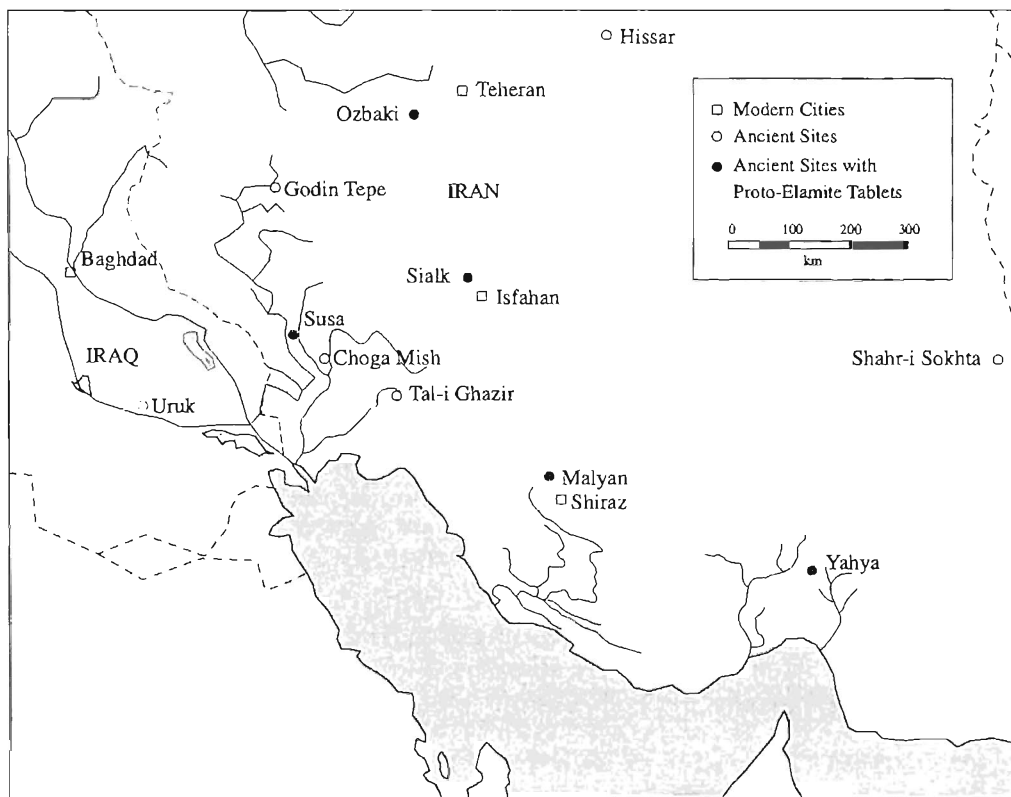 Hissar
Teheran
Ozbaki
Godin Tepe
IRAN
Baghdad
Sialk
Isfahan
Susa
IRAQ
Choga Mish
Shahr-i Sokhta
Tal-i Ghazir
Uruk
Malyan
Shiraz
Yahya
Modern Cities
Ancient Sites
Ancient Sites with
Proto-Elamite Tablets
0 100 200 300
km